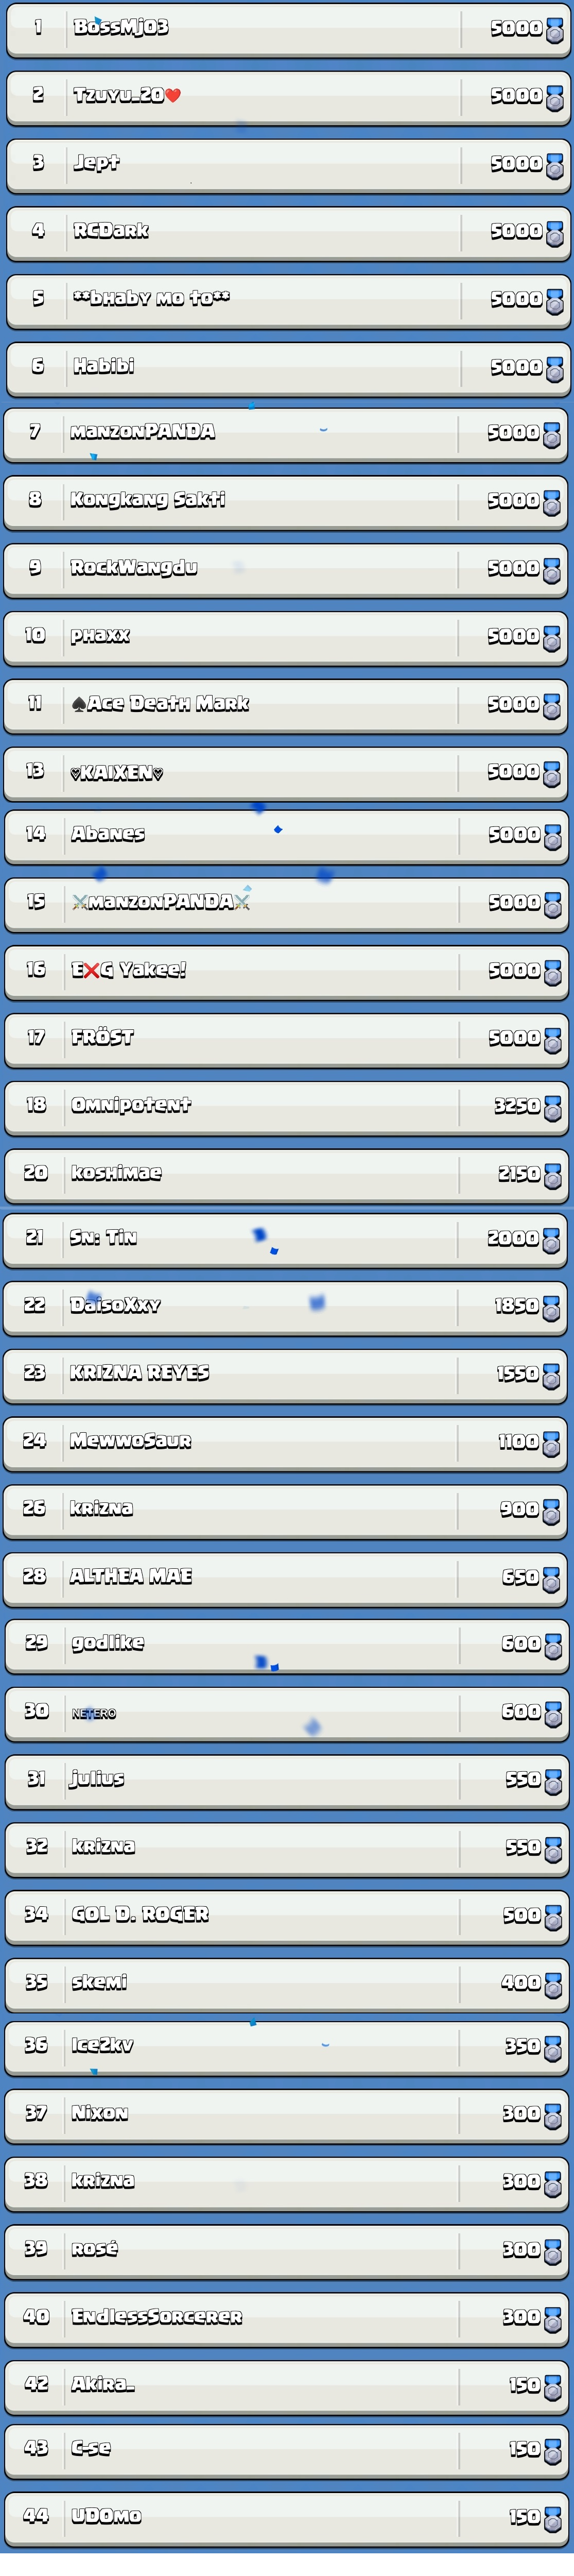 1 BossMj03 5000
2 Tzuyu_20❤️ 5000
3 Jept 5000
4 RCDark 5000
5 **bhaby mo to** 5000
6 Habibi 5000
7 manzonPANDA 5000
8 Kongkang Sakti 5000
9 RockWangdu 5000
10 phaxx 5000
11 ♠Ace Death Mark 5000
13 ♡KAIXEN♡ 5000
14 Abanes 5000
15 ⚔️manzonPANDA⚔️ 5000
16 E❌G Yakee! 5000
17 FRÖST 5000
18 Omnipotent 3250
20 koshimae 2150
21 Sn: Tin 2000
22 DaisoXxy 1850
23 KRIZNA REYES 1550
24 MewwoSaur 1100
26 krizna 900
28 ALTHEA MAE 650
29 godlike 600
30 600
31 julius 550
32 krizna 550
34 GOL D. ROGER 500
35 skemi 400
36 Ice2kv 350
37 Nixon 300
38 krizna 300
39 rosé 300
40 EndlessSorcerer 300
42 Akira_ 150
43 C-se 150
44 UDOmo 150